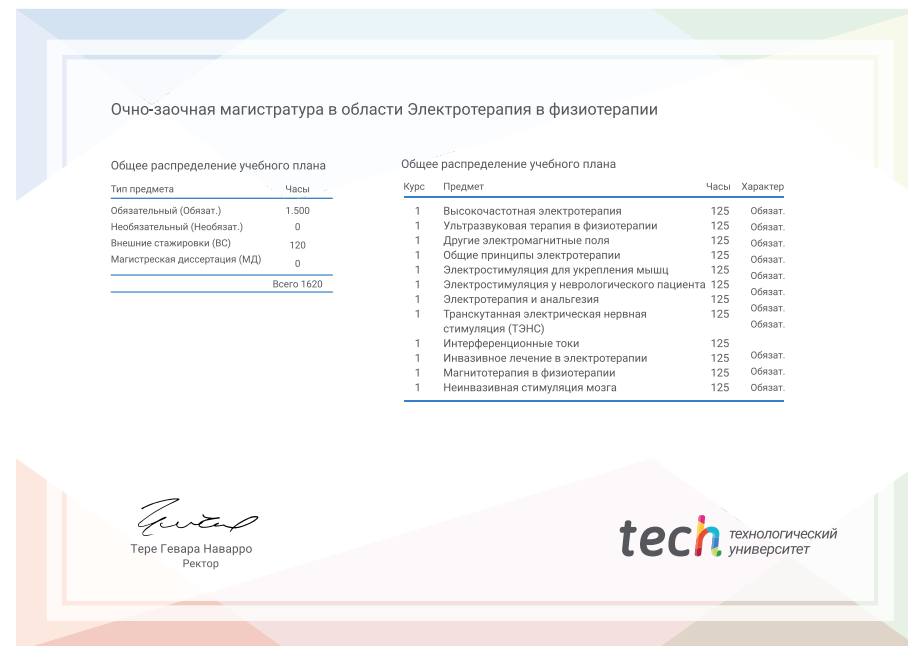 Очно-заочная магистратура в области Электротерапия в физиотерапии
Общее распределение учебного плана
Тип предмета Часы
Обязательный (Обязат.) 1.500
Необязательный (Необязат.) 0
Внешние стажировки (ВС) 120
Магистреская диссертация (МД) 0
Всего 1620
Общее распределение учебного плана
Курс Предмет Часы Характер
1 Высокочастотная электротерапия 125 Обязат.
1 Ультразвуковая терапия в физиотерапии 125 Обязат.
1 Другие электромагнитные поля 125 Обязат.
1 Общие принципы электротерапии 125 Обязат.
1 Электростимуляция для укрепления мышц 125 Обязат.
1 Электростимуляция у неврологического пациента 125 Обязат.
1 Электротерапия и анальгезия 125 Обязат.
1 Транскутанная электрическая нервная 125 Обязат.
стимуляция (ТЭНС)
1 Интерференционные токи 125
1 Инвазивное лечение в электротерапии 125 Обязат.
1 Магнитотерапия в физиотерапии 125 Обязат.
1 Неинвазивная стимуляция мозга 125 Обязат.
Тере Гевара Наварро
Ректор
tech технологический
университет